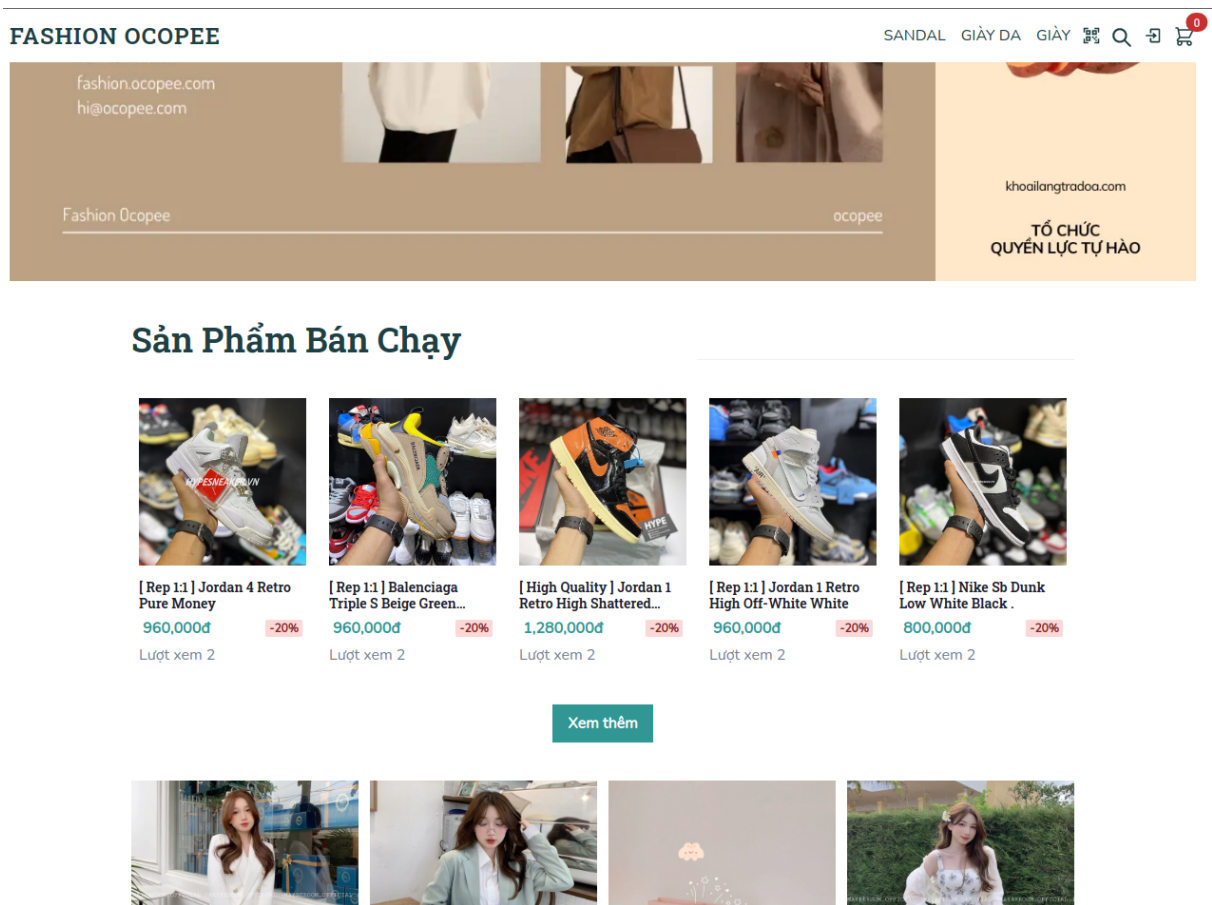 FASHION OCOPEE
SANDAL GIÀY DA GIÀY
0
fashion.ocopee.com
hi@ocopee.com
khoailangtradoa.com
Fashion Ocopee
ocopee
TỔ CHỨC
QUYỀN LỰC TỰ HÀO
Sản Phẩm Bán Chạy
HYPESNEAKER.VN
HYPE
[ Rep 1:1 ] Jordan 4 Retro
Pure Money
960,000đ -20%
Lượt xem 2
[ Rep 1:1 ] Balenciaga
Triple S Beige Green...
960,000đ -20%
Lượt xem 2
[ High Quality ] Jordan 1
Retro High Shattered...
1,280,000đ -20%
Lượt xem 2
[ Rep 1:1 ] Jordan 1 Retro
High Off-White White
960,000đ -20%
Lượt xem 2
[ Rep 1:1 ] Nike Sb Dunk
Low White Black .
800,000đ -20%
Lượt xem 2
Xem thêm